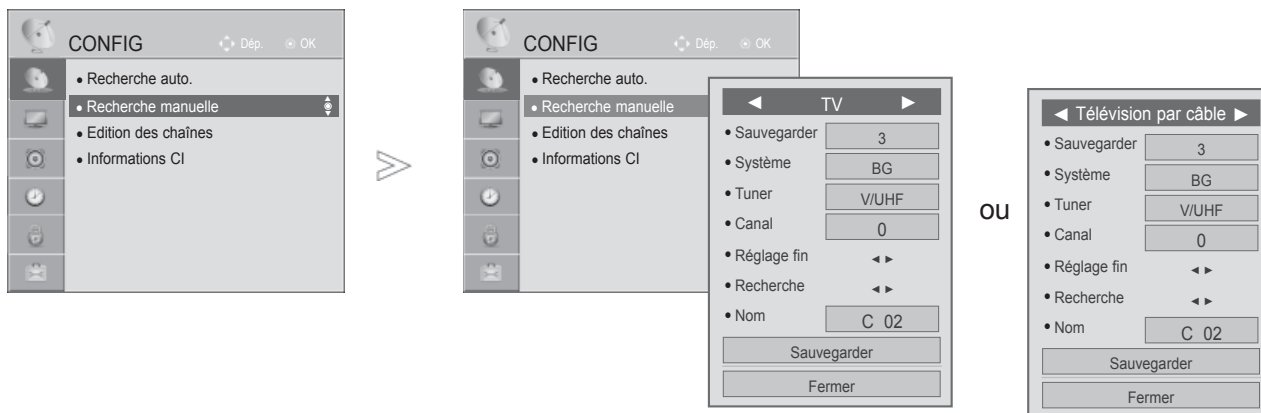 CONFIG
Dép.
OK
• Recherche auto.
• Recherche manuelle
• Edition des chaînes
• Informations CI
CONFIG
Dép.
OK
• Recherche auto.
• Recherche manuelle
• Edition des chaînes
• Informations CI
◄ TV ►
• Sauvegarder 3
• Système BG
• Tuner V/UHF
• Canal 0
• Réglage fin ◄ ►
• Recherche ◄ ►
• Nom C 02
Sauvegarder
Fermer
ou
◄ Télévision par câble ►
• Sauvegarder 3
• Système BG
• Tuner V/UHF
• Canal 0
• Réglage fin ◄ ►
• Recherche ◄ ►
• Nom C 02
Sauvegarder
Fermer